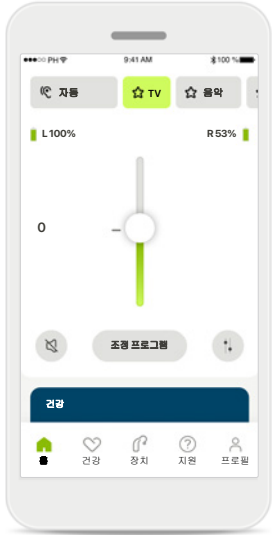 PH 9:41 AM 100 %
자동 TV 음악
L 100% R 53%
0
조정 프로그램
건강
홈 건강 장치 지원 프로필